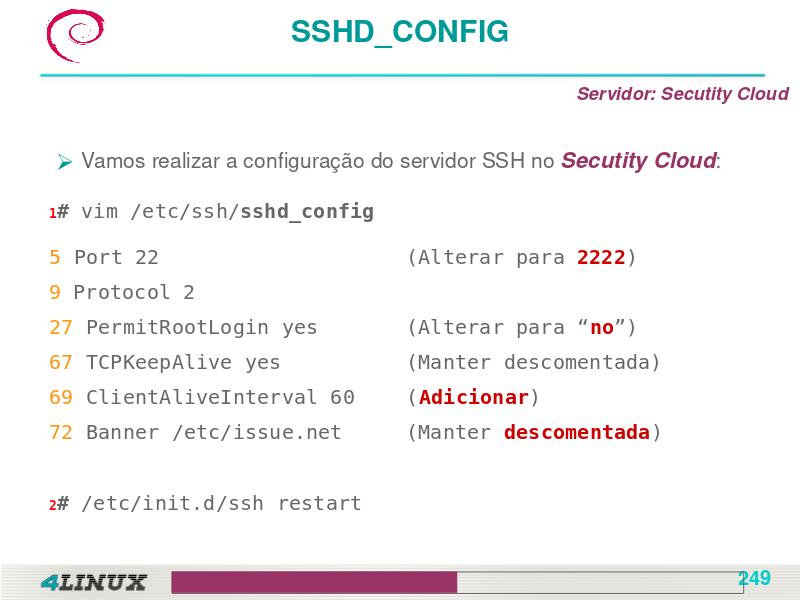 SSHD_CONFIG
Servidor: Secutity Cloud
Vamos realizar a configuração do servidor SSH no Secutity Cloud:
1# vim /etc/ssh/sshd_config
5 Port 22 (Alterar para 2222)
9 Protocol 2
27 PermitRootLogin yes (Alterar para “no”)
67 TCPKeepAlive yes (Manter descomentada)
69 ClientAliveInterval 60 (Adicionar)
72 Banner /etc/issue.net (Manter descomentada)
2# /etc/init.d/ssh restart
4LINUX
249